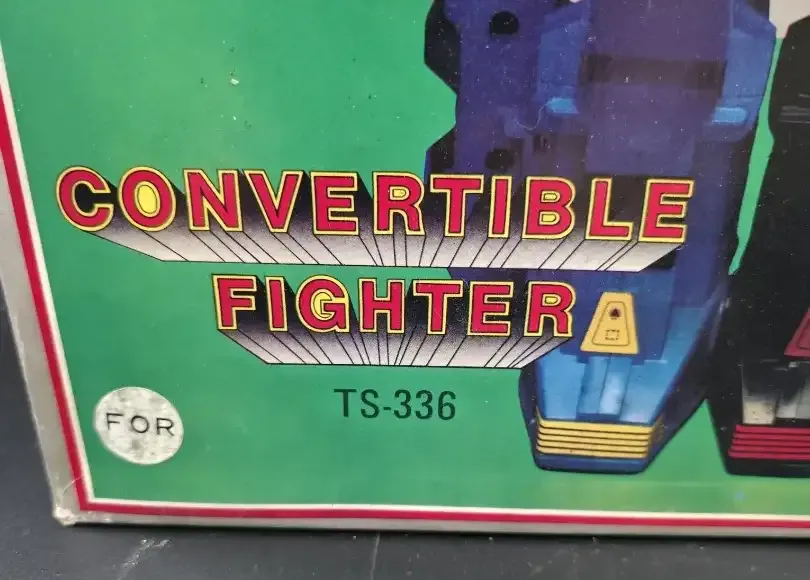 CONVERTIBLE
FIGHTER
TS-336
FOR